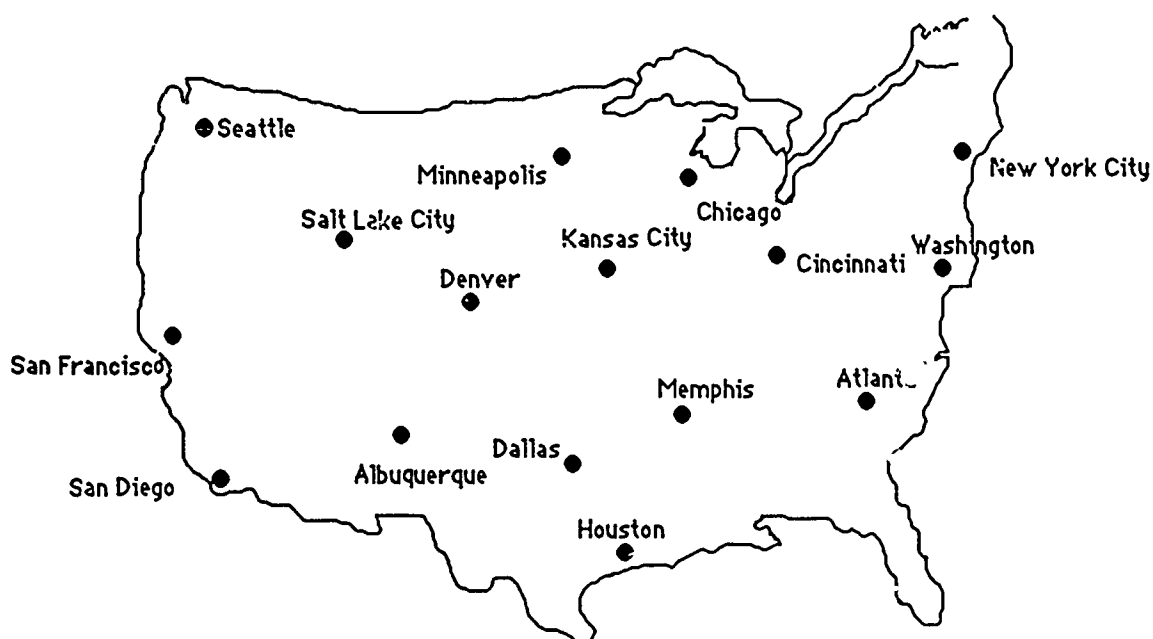 Seattle
Minneapolis
New York City
Chicago
Salt Lake City
Kansas City
Washington
Cincinnati
Denver
San Francisco
Memphis
Dallas
Albuquerque
San Diego
Houston